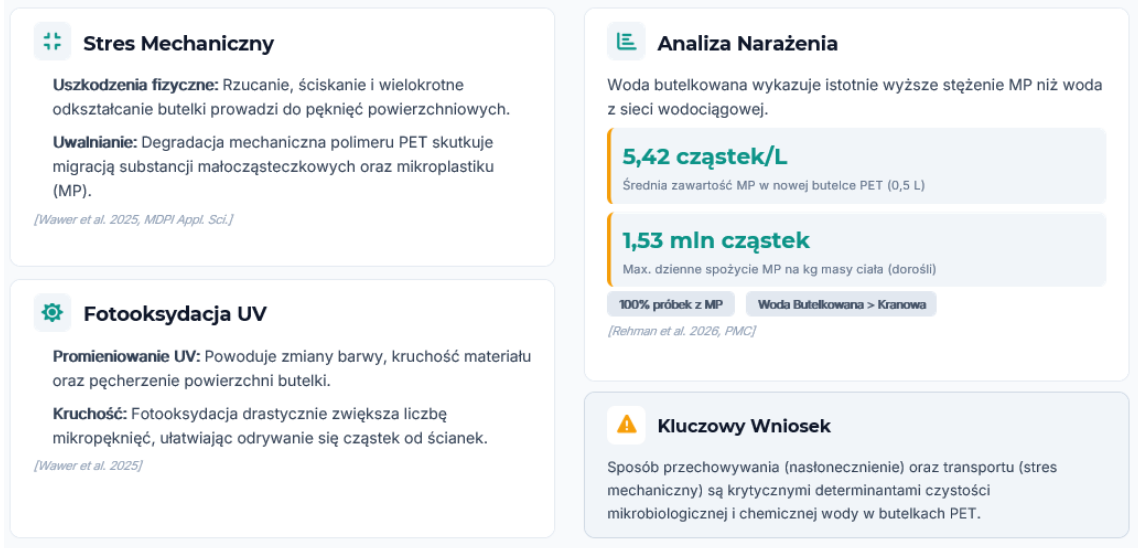 Stres Mechaniczny
Uszkodzenia fizyczne: Rzucanie, ściskanie i wielokrotne
odkształcanie butelki prowadzi do pęknięć powierzchniowych.
Uwalnianie: Degradacja mechaniczna polimeru PET skutkuje
migracją substancji małocząsteczkowych oraz mikroplastiku
(MP).
[Wawer et al. 2025, MDPI Appl. Sci.]
Fotooksydacja UV
Promieniowanie UV: Powoduje zmiany barwy, kruchość materiału
oraz pęcherzenie powierzchni butelki.
Kruchość: Fotooksydacja drastycznie zwiększa liczbę
mikropęknięć, ułatwiając odrywanie się cząstek od ścianek.
[Wawer et al. 2025]
Analiza Narażenia
Woda butelkowana wykazuje istotnie wyższe stężenie MP niż woda
z sieci wodociągowej.
5,42 cząstek/L
Średnia zawartość MP w nowej butelce PET (0,5 L)
1,53 mln cząstek
Max. dzienne spożycie MP na kg masy ciała (dorośli)
100% próbek z MP Woda Butelkowana > Kranowa
[Rehman et al. 2026, PMC]
Kluczowy Wniosek
Sposób przechowywania (nasłonecznienie) oraz transportu (stres
mechaniczny) są krytycznymi determinantami czystości
mikrobiologicznej i chemicznej wody w butelkach PET.